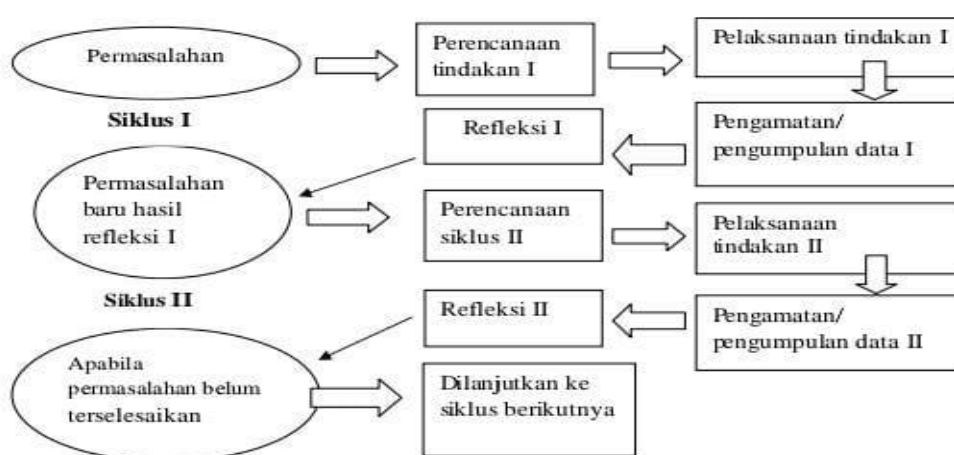 Permasalahan
Perencanaan
tindakan I
Pelaksanaan tindakan I
Siklus I
Refleksi I
Pengamatan/
pengumpulan data I
Permasalahan
baru hasil
refleksi I
Perencanaan
siklus II
Pelaksanaan
tindakan II
Siklus II
Refleksi II
Pengamatan/
pengumpulan data II
Apabila
permasalahan belum
terselesaikan
Dilanjutkan ke
siklus berikutnya